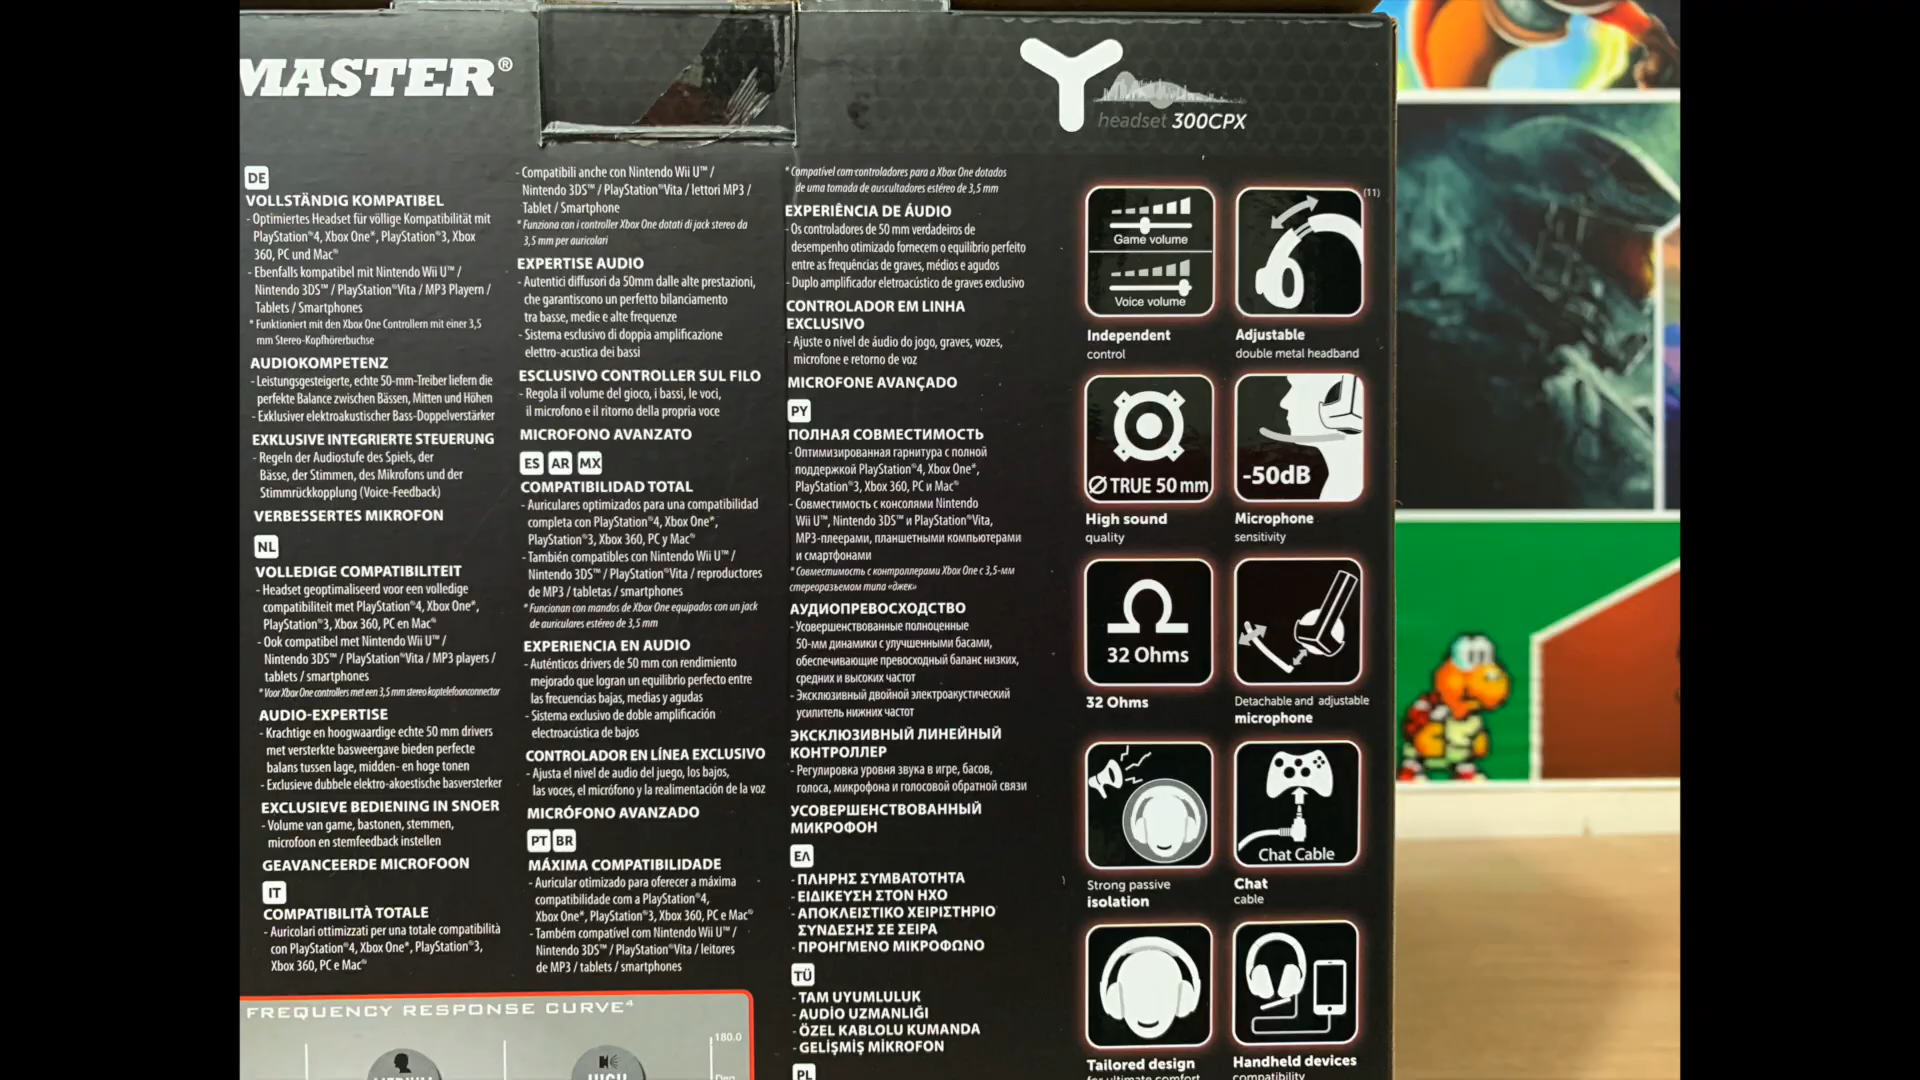 MASTER®
headset 300CPX
DE
VOLLSTÄNDIG KOMPATIBEL
- Optimiertes Headset für völlige Kompatibilität mit
PlayStation®4, Xbox One*, PlayStation®3, Xbox
360, PC und Mac®
- Ebenfalls kompatibel mit Nintendo Wii U™ /
Nintendo 3DS™ / PlayStation®Vita / MP3 Playern /
Tablets / Smartphones
* Funktioniert mit den Xbox One Controllern mit einer 3,5
mm Stereo-Kopfhörerbuchse
AUDIOKOMPETENZ
- Leistungsgesteigerte, echte 50-mm-Treiber liefern die
perfekte Balance zwischen Bässen, Mitten und Höhen
- Exklusiver elektroakustischer Bass-Doppelverstärker
EXKLUSIVE INTEGRIERTE STEUERUNG
- Regeln der Audiostufe des Spiels, der
Bässe, der Stimmen, des Mikrofons und der
Stimmrückkopplung (Voice-Feedback)
VERBESSERTES MIKROFON
NL
VOLLEDIGE COMPATIBILITEIT
- Headset geoptimaliseerd voor een volledige
compatibiliteit met PlayStation®4, Xbox One*,
PlayStation®3, Xbox 360, PC en Mac®
- Ook compatibel met Nintendo Wii U™ /
Nintendo 3DS™ / PlayStation®Vita / MP3 players /
tablets / smartphones
* Voor Xbox One controllers met een 3,5 mm stereo koptelefoonconnector
AUDIO-EXPERTISE
- Krachtige en hoogwaardige echte 50 mm drivers
met versterkte basweergave bieden perfecte
balans tussen lage, midden- en hoge tonen
- Exclusieve dubbele elektro-akoestische basversterker
EXCLUSIEVE BEDIENING IN SNOER
- Volume van game, bastonen, stemmen,
microfoon en stemfeedback instellen
GEAVANCEERDE MICROFOON
IT
COMPATIBILITÀ TOTALE
- Auricolari ottimizzati per una totale compatibilità
con PlayStation®4, Xbox One*, PlayStation®3,
Xbox 360, PC e Mac®
- Compatibili anche con Nintendo Wii U™ /
Nintendo 3DS™ / PlayStation®Vita / lettori MP3 /
Tablet / Smartphone
* Funziona con i controller Xbox One dotati di jack stereo da
3,5 mm per auricolari
EXPERTISE AUDIO
- Autentici diffusori da 50mm dalle alte prestazioni,
che garantiscono un perfetto bilanciamento
tra basse, medie e alte frequenze
- Sistema esclusivo di doppia amplificazione
elettro-acustica dei bassi
ESCLUSIVO CONTROLLER SUL FILO
- Regola il volume del gioco, i bassi, le voci,
il microfono e il ritorno della propria voce
MICROFONO AVANZATO
ES AR MX
COMPATIBILIDAD TOTAL
- Auriculares optimizados para una compatibilidad
completa con PlayStation®4, Xbox One*,
PlayStation®3, Xbox 360, PC y Mac®
- También compatibles con Nintendo Wii U™ /
Nintendo 3DS™ / PlayStation®Vita / reproductores
de MP3 / tabletas / smartphones
* Funcionan con mandos de Xbox One equipados con un jack
de auriculares estéreo de 3,5 mm
EXPERIENCIA EN AUDIO
- Auténticos drivers de 50 mm con rendimiento
mejorado que logran un equilibrio perfecto entre
las frecuencias bajas, medias y agudas
- Sistema exclusivo de doble amplificación
electroacústica de bajos
CONTROLADOR EN LÍNEA EXCLUSIVO
- Ajusta el nivel de audio del juego, los bajos,
las voces, el micrófono y la realimentación de la voz
MICRÓFONO AVANZADO
PT BR
MÁXIMA COMPATIBILIDADE
- Auricular otimizado para oferecer a máxima
compatibilidade com a PlayStation®4,
Xbox One*, PlayStation®3, Xbox 360, PC e Mac®
- Também compatível com Nintendo Wii U™ /
Nintendo 3DS™ / PlayStation®Vita / leitores
de MP3 / tablets / smartphones
* Compatível com controladores para a Xbox One dotados
de uma tomada de auscultadores estéreo de 3,5 mm
EXPERIÊNCIA DE ÁUDIO
- Os controladores de 50 mm verdadeiros de
desempenho otimizado fornecem o equilíbrio perfeito
entre as frequências de graves, médios e agudos
- Duplo amplificador eletroacústico de graves exclusivo
CONTROLADOR EM LINHA
EXCLUSIVO
- Ajuste o nível de áudio do jogo, graves, vozes,
microfone e retorno de voz
MICROFONE AVANÇADO
РУ
ПОЛНАЯ СОВМЕСТИМОСТЬ
- Оптимизированная гарнитура с полной
поддержкой PlayStation®4, Xbox One*,
PlayStation®3, Xbox 360, PC и Mac®
- Совместимость с консолями Nintendo
Wii U™, Nintendo 3DS™ и PlayStation®Vita,
MP3-плеерами, планшетными компьютерами
и смартфонами
* Совместимость с контроллерами Xbox One с 3,5-мм
стереоразъемом типа «джек»
АУДИОПРЕВОСХОДСТВО
- Усовершенствованные полноценные
50-мм динамики с улучшенными басами,
обеспечивающие превосходный баланс низких,
средних и высоких частот
- Эксклюзивный двойной электроакустический
усилитель нижних частот
ЭКСКЛЮЗИВНЫЙ ЛИНЕЙНЫЙ
КОНТРОЛЛЕР
- Регулировка уровня звука в игре, басов,
голоса, микрофона и голосовой обратной связи
УСОВЕРШЕНСТВОВАННЫЙ
МИКРОФОН
ΕΛ
- ΠΛΗΡΗΣ ΣΥΜΒΑΤΟΤΗΤΑ
- ΕΙΔΙΚΕΥΣΗ ΣΤΟΝ ΗΧΟ
- ΑΠΟΚΛΕΙΣΤΙΚΟ ΧΕΙΡΙΣΤΗΡΙΟ
ΣΥΝΔΕΣΗΣ ΣΕ ΣΕΙΡΑ
- ΠΡΟΗΓΜΕΝΟ ΜΙΚΡΟΦΩΝΟ
TÜ
- TAM UYUMLULUK
- AUDİO UZMANLIĞI
- ÖZEL KABLOLU KUMANDA
- GELİŞMİŞ MİKROFON
PL
Game volume
Voice volume
Independent
control
(11)
Adjustable
double metal headband
Ø TRUE 50 mm
High sound
quality
-50dB
Microphone
sensitivity
32 Ohms
32 Ohms
Detachable and adjustable
microphone
Strong passive
isolation
Chat Cable
Chat
cable
Tailored design
for ultimate comfort
Handheld devices
compatibility
FREQUENCY RESPONSE CURVE⁴
180.0
Deg
MEDIUM
HIGH